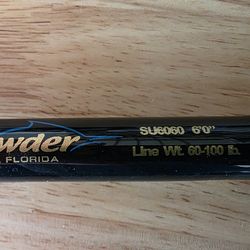 wder
FLORIDA
SU6060 6'0"
Line Wt. 60-100 lb.